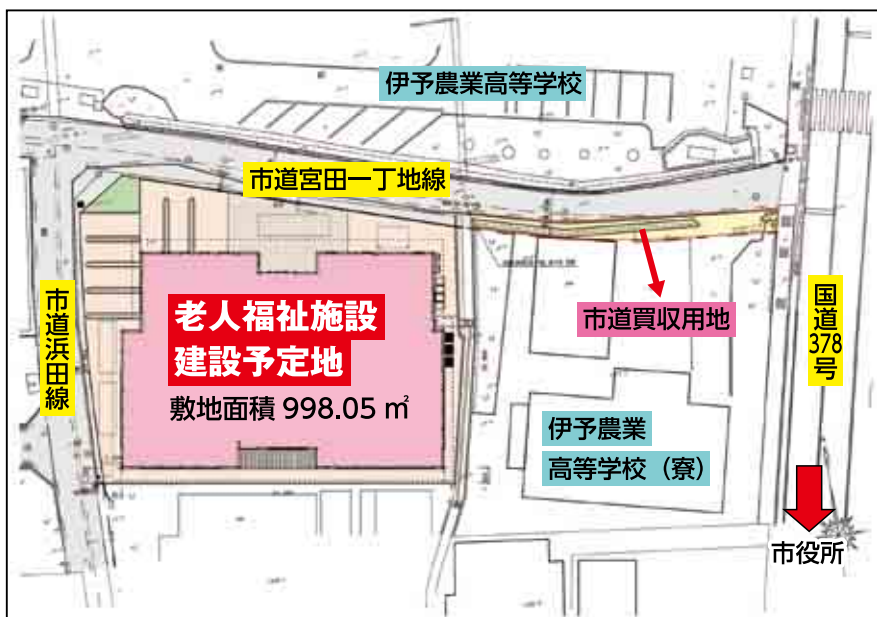 伊予農業高等学校
市道宮田一丁地線
市道浜田線
老人福祉施設
建設予定地
敷地面積 998.05 ㎡
市道買収用地
国道378号
伊予農業
高等学校（寮）
市役所